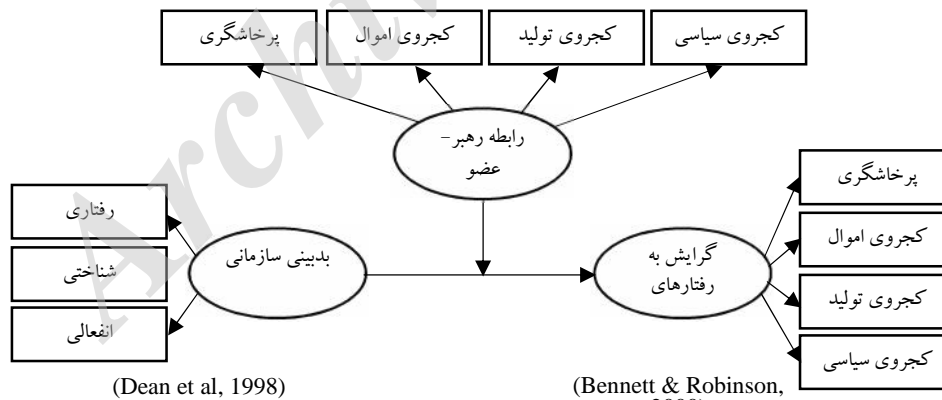 پرخاشگری
کجروی اموال
کجروی تولید
کجروی سیاسی
رابطه رهبر –
عضو
پرخاشگری
رفتاری
کجروی اموال
بدبینی سازمانی
گرایش به
رفتارهای
شناختی
کجروی تولید
انفعالی
کجروی سیاسی
(Dean et al, 1998)
(Bennett & Robinson,
Archiv